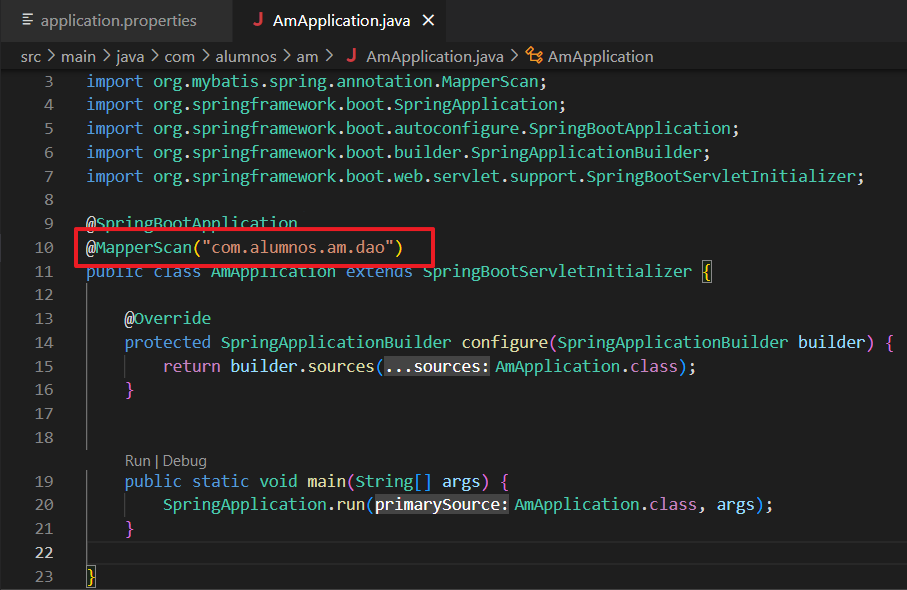 application.properties J AmApplication.java ×
src > main > java > com > alumnos > am > J AmApplication.java > AmApplication
3 import org.mybatis.spring.annotation.MapperScan;
4 import org.springframework.boot.SpringApplication;
5 import org.springframework.boot.autoconfigure.SpringBootApplication;
6 import org.springframework.boot.builder.SpringApplicationBuilder;
7 import org.springframework.boot.web.servlet.support.SpringBootServletInitializer;
8
9 @SpringBootApplication
10 @MapperScan("com.alumnos.am.dao")
11 public class AmApplication extends SpringBootServletInitializer {
12
13 @Override
14 protected SpringApplicationBuilder configure(SpringApplicationBuilder builder) {
15 return builder.sources(...sources: AmApplication.class);
16 }
17
18
Run | Debug
19 public static void main(String[] args) {
20 SpringApplication.run(primarySource: AmApplication.class, args);
21 }
22
23 }